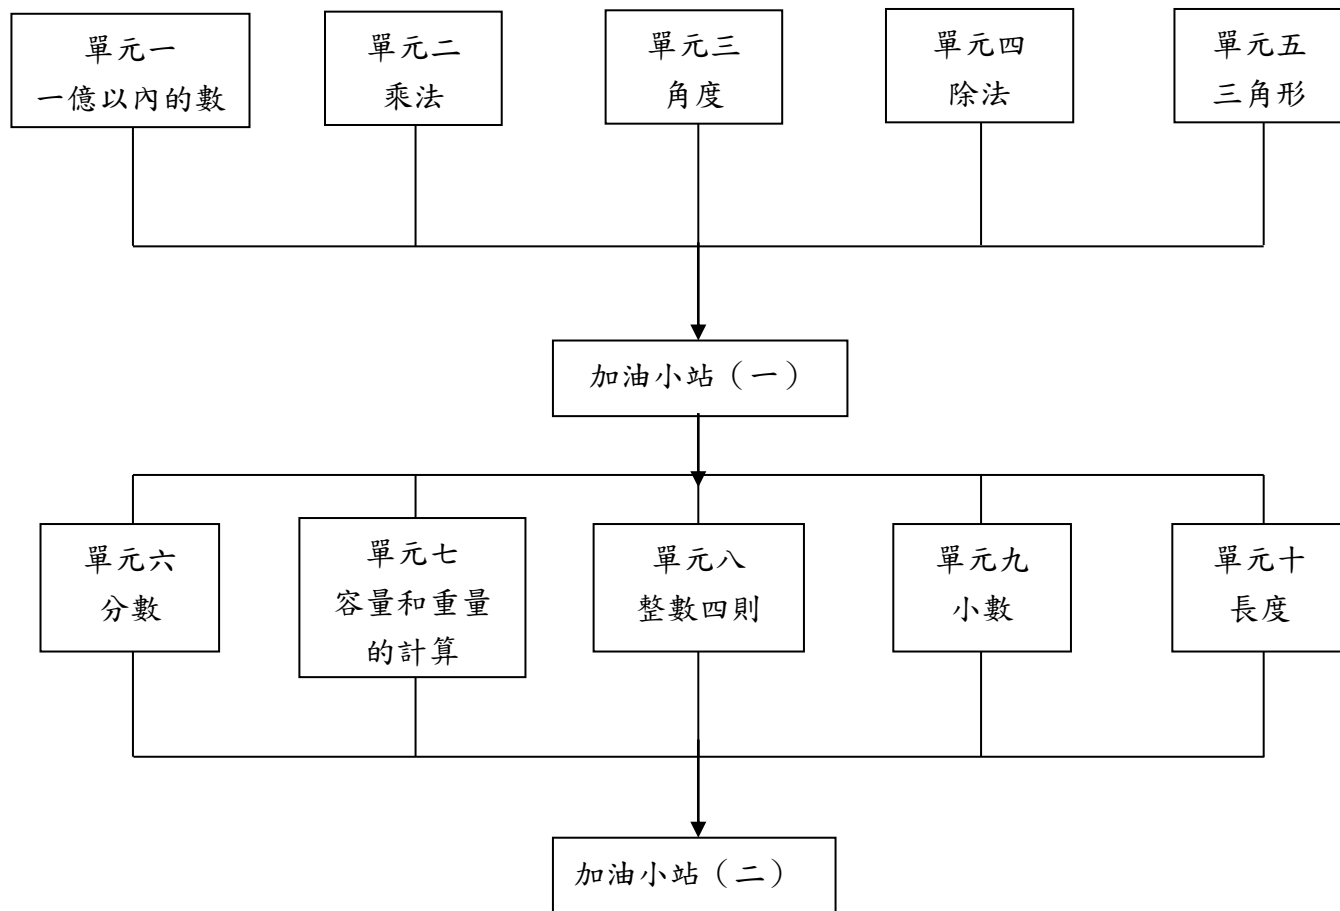 單元一
一億以內的數
單元二
乘法
單元三
角度
單元四
除法
單元五
三角形
加油小站（一）
單元六
分數
單元七
容量和重量
的計算
單元八
整數四則
單元九
小數
單元十
長度
加油小站（二）